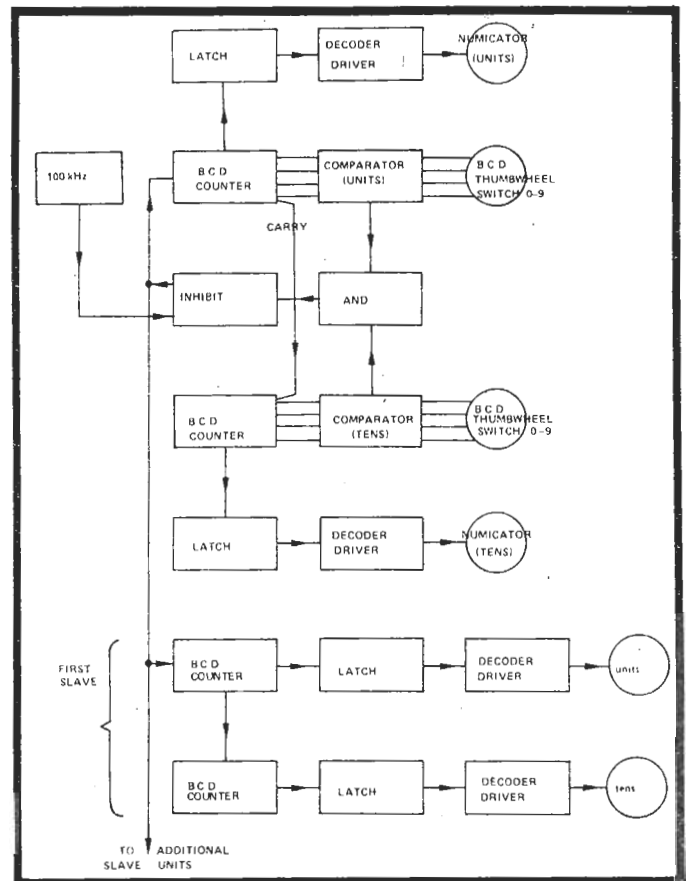 LATCH
DECODER
DRIVER
NUMICATOR
(UNITS)
100 kHz
B C D
COUNTER
COMPARATOR
(UNITS)
B C D
THUMBWHEEL
SWITCH 0-9
CARRY
INHIBIT
AND
B C D
COUNTER
COMPARATOR
(TENS)
B C D
THUMBWHEEL
SWITCH 0-9
LATCH
DECODER
DRIVER
NUMICATOR
(TENS)
FIRST
SLAVE
B C D
COUNTER
LATCH
DECODER
DRIVER
units
B C D
COUNTER
LATCH
DECODER
DRIVER
tens
TO ADDITIONAL
SLAVE UNITS